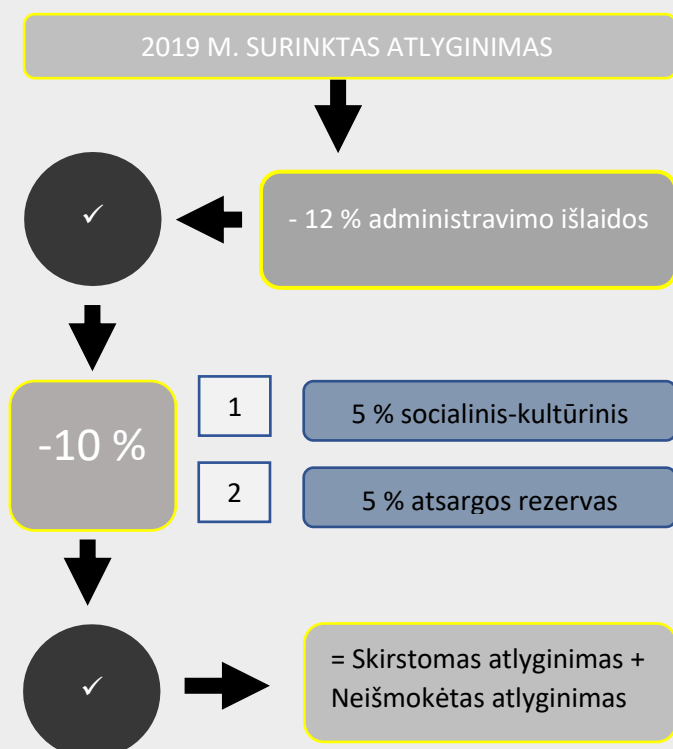 2019 M. SURINKTAS ATLYGINIMAS
✓
- 12 % administravimo išlaidos
-10 %
1
5 % socialinis-kultūrinis
2
5 % atsargos rezervas
✓
= Skirstomas atlyginimas +
Neišmokėtas atlyginimas